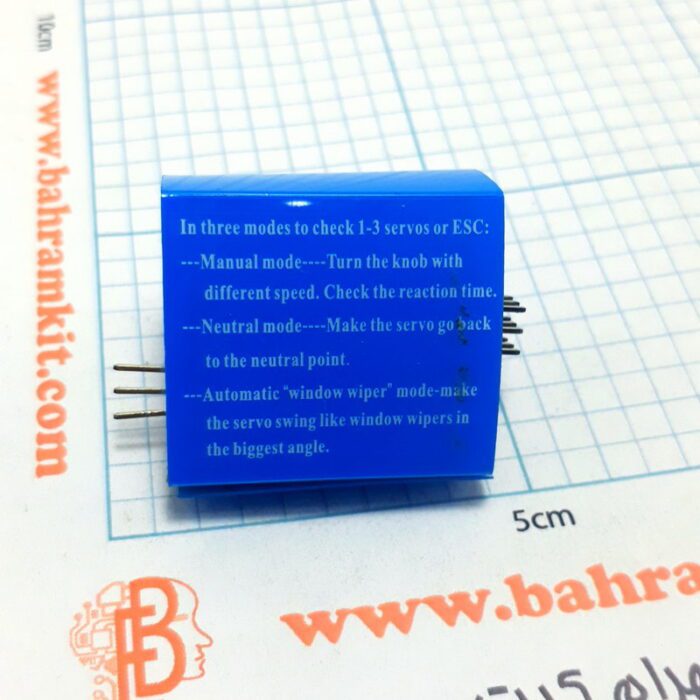 10cm
www.bahramkit.com
In three modes to check 1-3 servos or ESC:
---Manual mode----Turn the knob with
different speed. Check the reaction time.
---Neutral mode----Make the servo go back
to the neutral point.
---Automatic "window wiper" mode-make
the servo swing like window wipers in
the biggest angle.
5cm
www.bahra